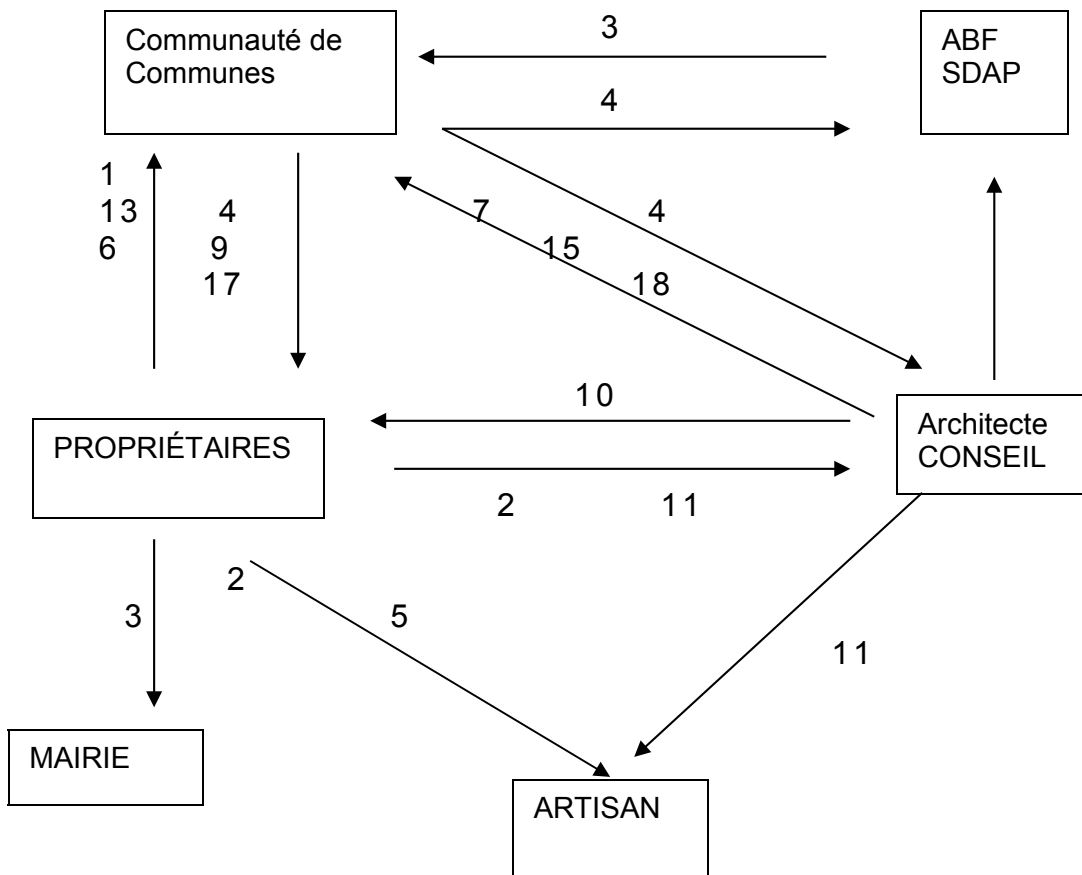 Communauté de
Communes
3
ABF
SDAP
4
1
13
6
4
9
17
7
15
18
4
10
PROPRIÉTAIRES
Architecte
CONSEIL
2
11
2
3
5
11
MAIRIE
ARTISAN